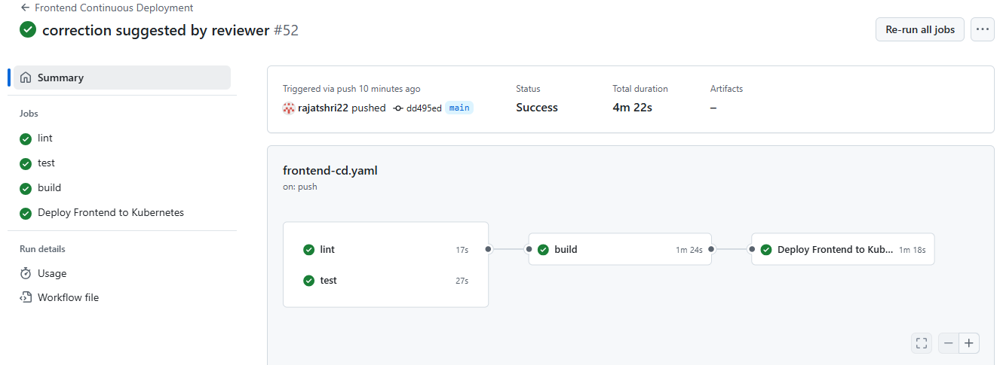 Frontend Continuous Deployment
correction suggested by reviewer #52
Re-run all jobs
Summary
Jobs
lint
test
build
Deploy Frontend to Kubernetes
Run details
Usage
Workflow file
Triggered via push 10 minutes ago
rajatshri22 pushed dd495ed main
Status
Success
Total duration
4m 22s
Artifacts
–
frontend-cd.yaml
on: push
lint 17s
test 27s
build 1m 24s
Deploy Frontend to Kub... 1m 18s